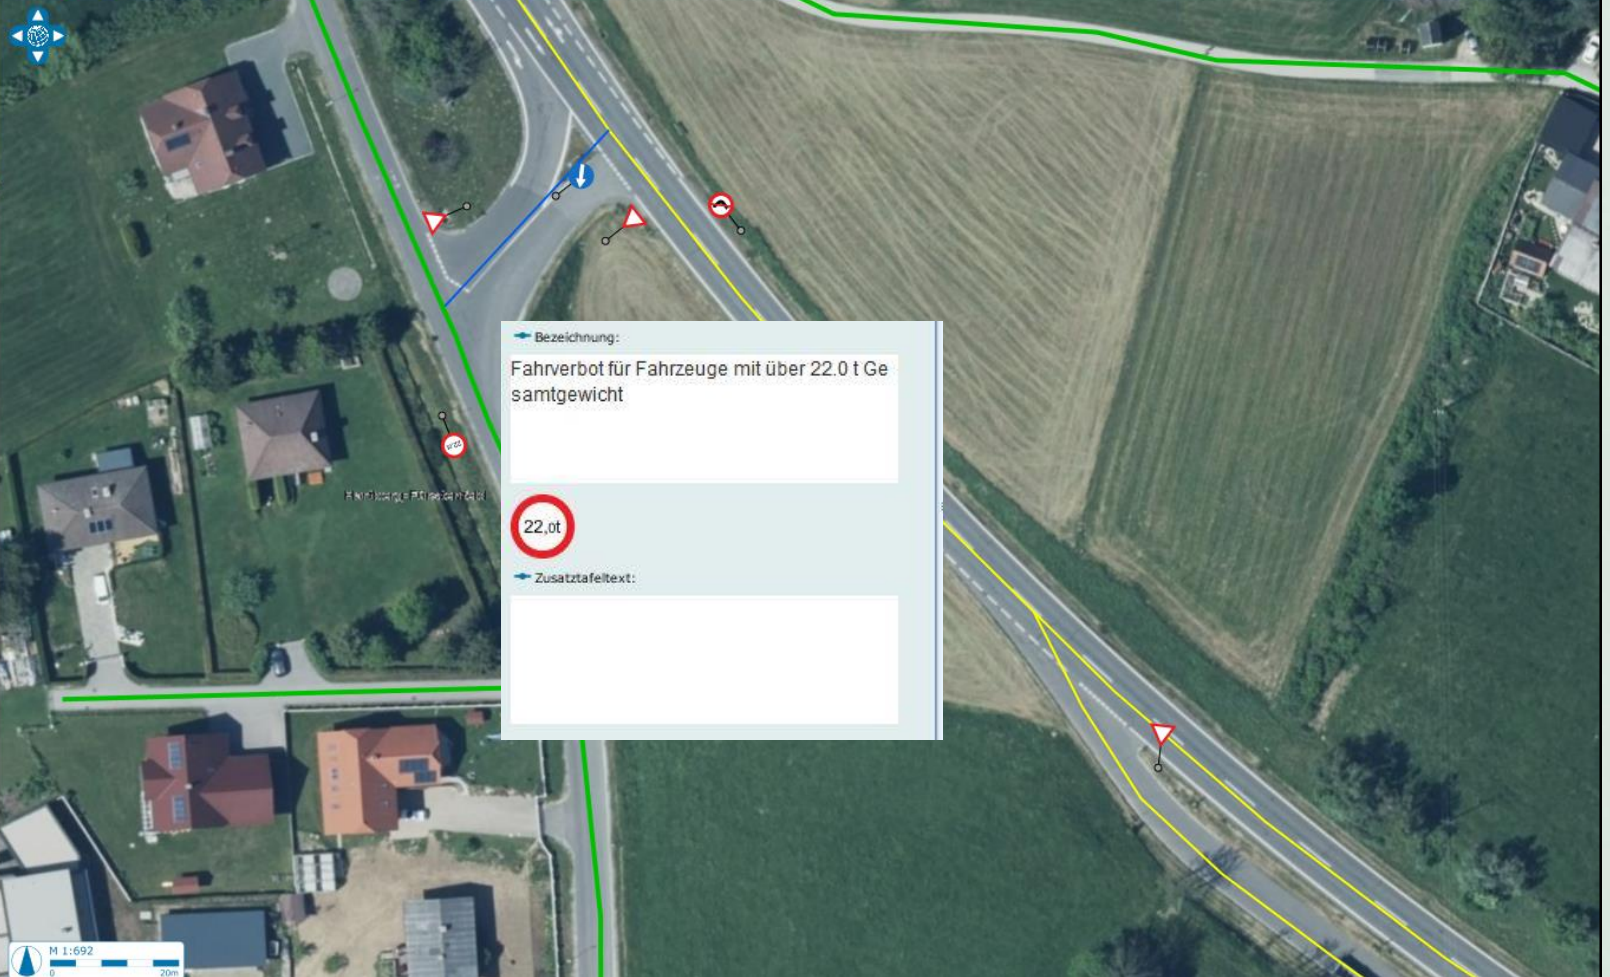 Bezeichnung:
Fahrverbot für Fahrzeuge mit über 22.0 t Ge
samtgewicht
22,0t
Zusatztafeltext:
M 1:692
0 20m